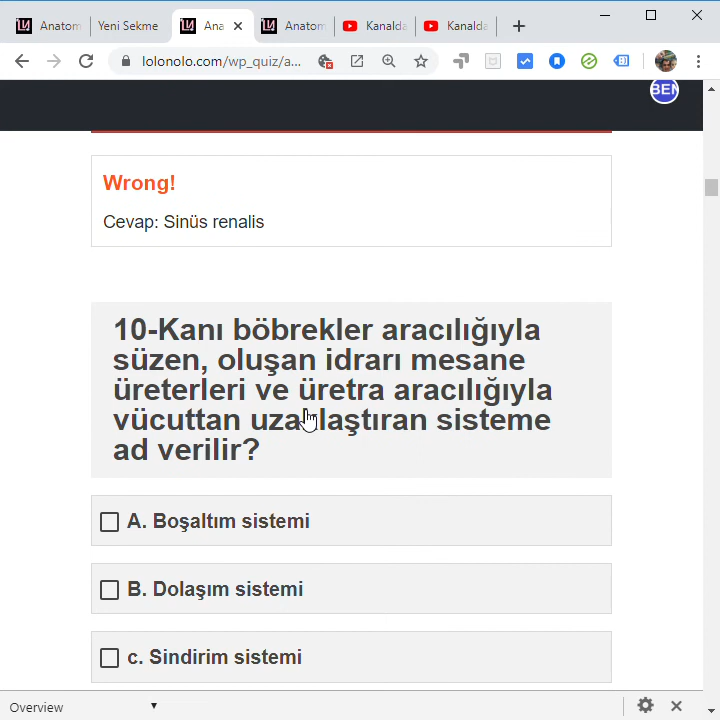 Anatom
Yeni Sekme
Ana
Anatom
Kanalda
Kanalda
lolonolo.com/wp_quiz/a...
BEN
Wrong!
Cevap: Sinüs renalis
10-Kanı böbrekler aracılığıyla
süzen, oluşan idrarı mesane
üreterleri ve üretra aracılığıyla
vücuttan uzaklaştıran sisteme
ad verilir?
A. Boşaltım sistemi
B. Dolaşım sistemi
c. Sindirim sistemi
Overview